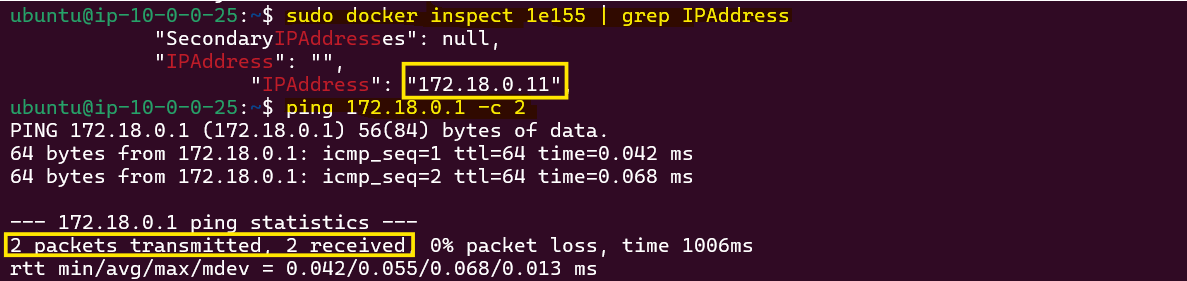 ubuntu@ip-10-0-0-25:~$ sudo docker inspect 1e155 | grep IPAddress
"SecondaryIPAddresses": null,
"IPAddress": "",
"IPAddress": "172.18.0.11",
ubuntu@ip-10-0-0-25:~$ ping 172.18.0.1 -c 2
PING 172.18.0.1 (172.18.0.1) 56(84) bytes of data.
64 bytes from 172.18.0.1: icmp_seq=1 ttl=64 time=0.042 ms
64 bytes from 172.18.0.1: icmp_seq=2 ttl=64 time=0.068 ms
--- 172.18.0.1 ping statistics ---
2 packets transmitted, 2 received, 0% packet loss, time 1006ms
rtt min/avg/max/mdev = 0.042/0.055/0.068/0.013 ms